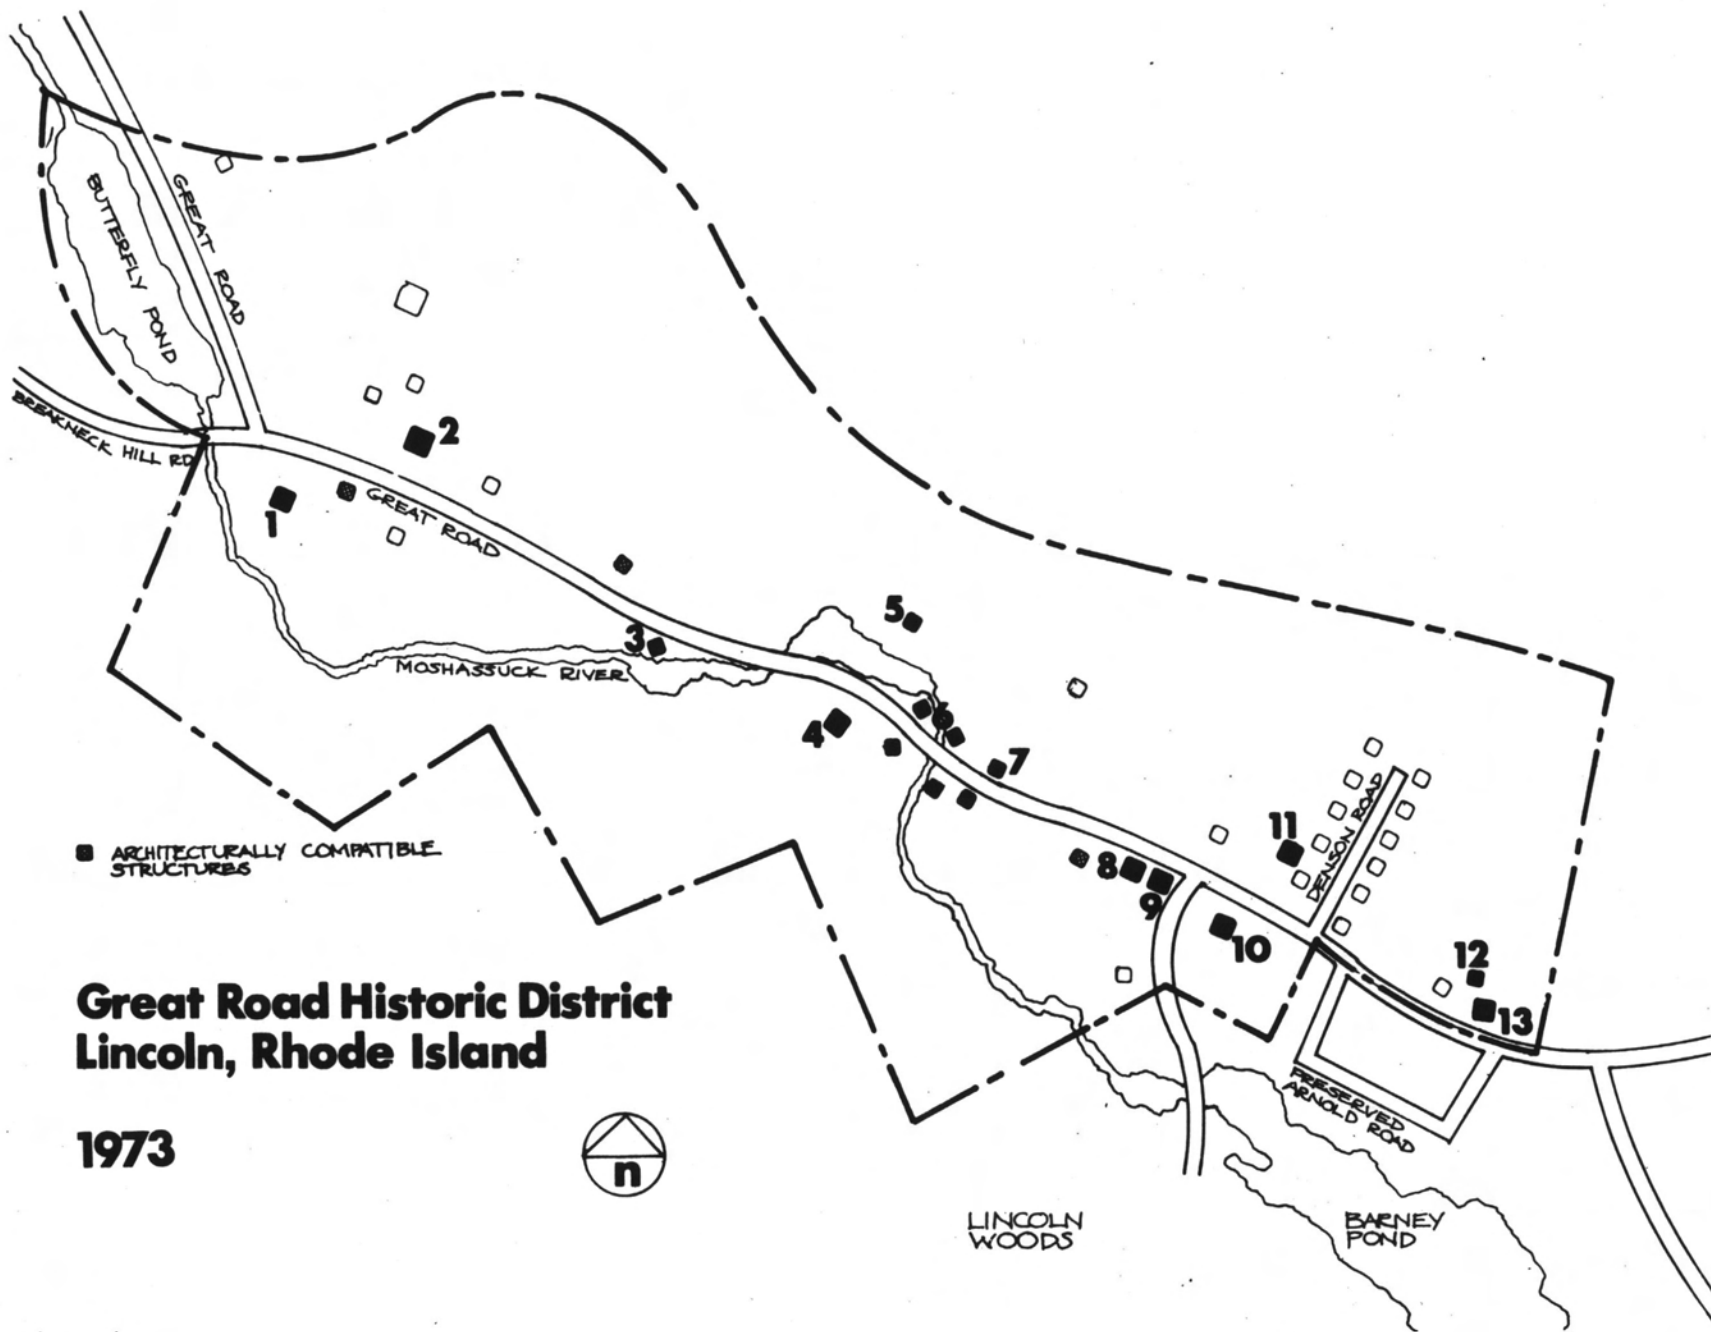 BUTTERFLY POND
GREAT ROAD
BREAKNECK HILL RD
2
1
GREAT ROAD
3
MOSHASSUCK RIVER
5
4
6
7
8
9
10
11
DENSON ROAD
12
13
ARCHITECTURALLY COMPATIBLE
STRUCTURES
Great Road Historic District
Lincoln, Rhode Island
1973
n
PRESERVED
ARNOLD ROAD
LINCOLN
WOODS
BARNEY
POND